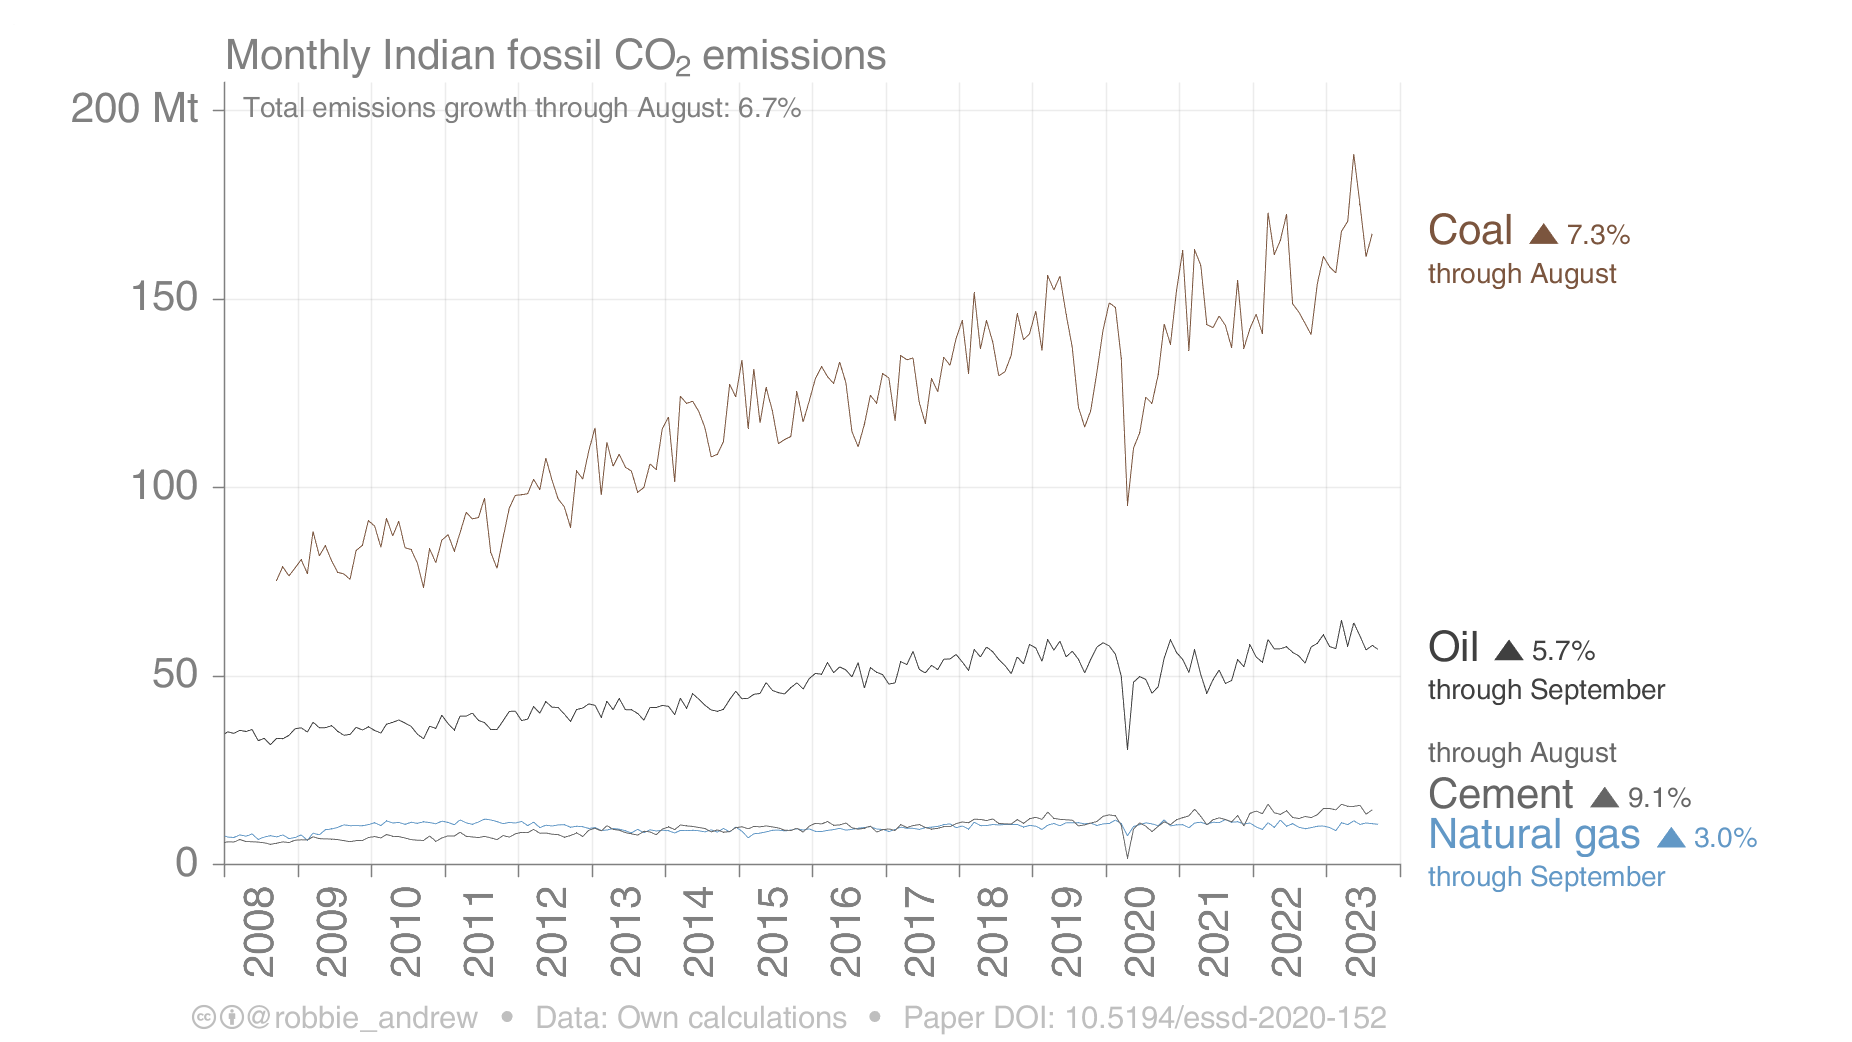 Monthly Indian fossil CO₂ emissions
Total emissions growth through August: 6.7%
200 Mt
150
100
50
0
Coal ▲ 7.3%
through August
Oil ▲ 5.7%
through September
through August
Cement ▲ 9.1%
Natural gas ▲ 3.0%
through September
2008 2009 2010 2011 2012 2013 2014 2015 2016 2017 2018 2019 2020 2021 2022 2023
@robbie_andrew • Data: Own calculations • Paper DOI: 10.5194/essd-2020-152